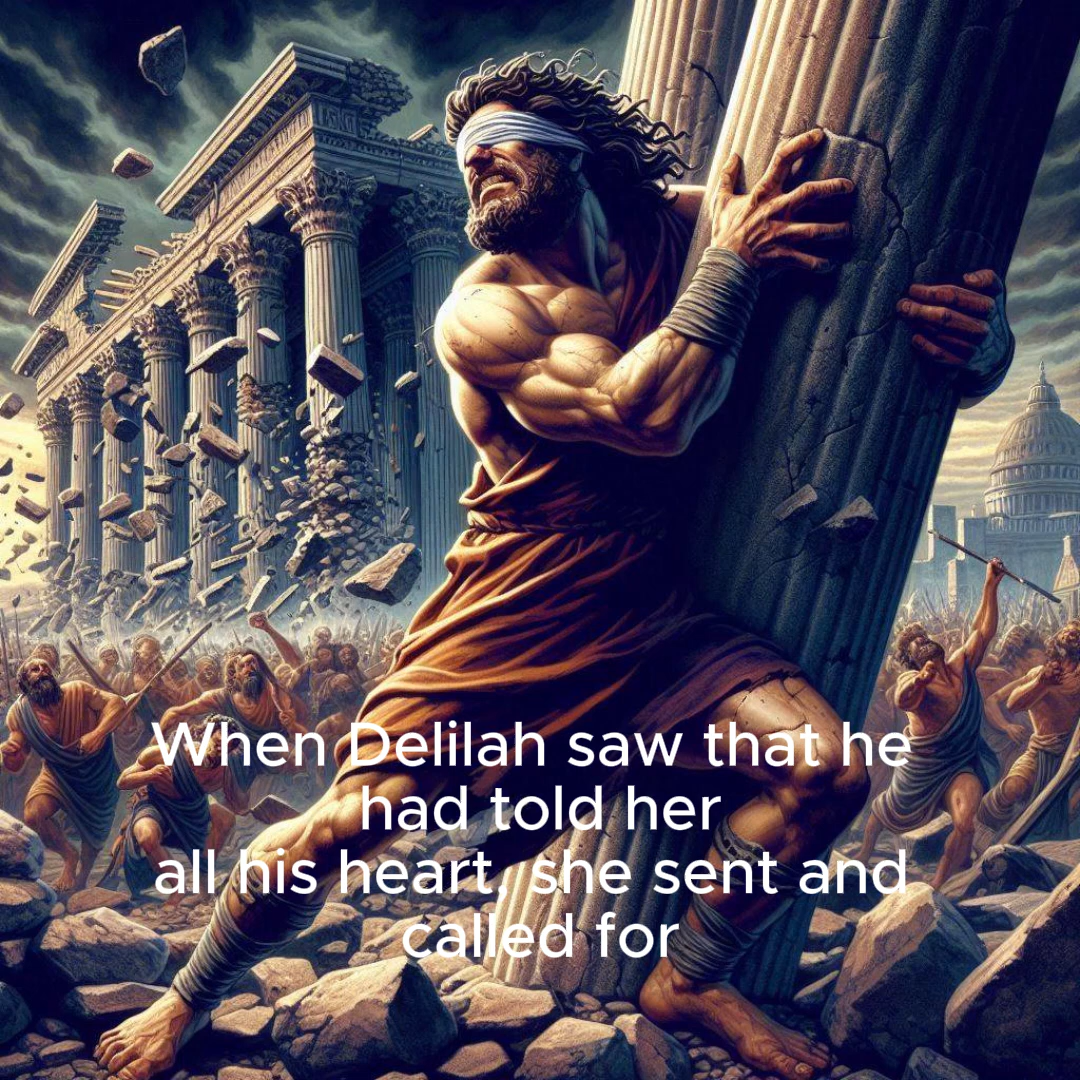 When Delilah saw that he
had told her
all his heart, she sent and
called for